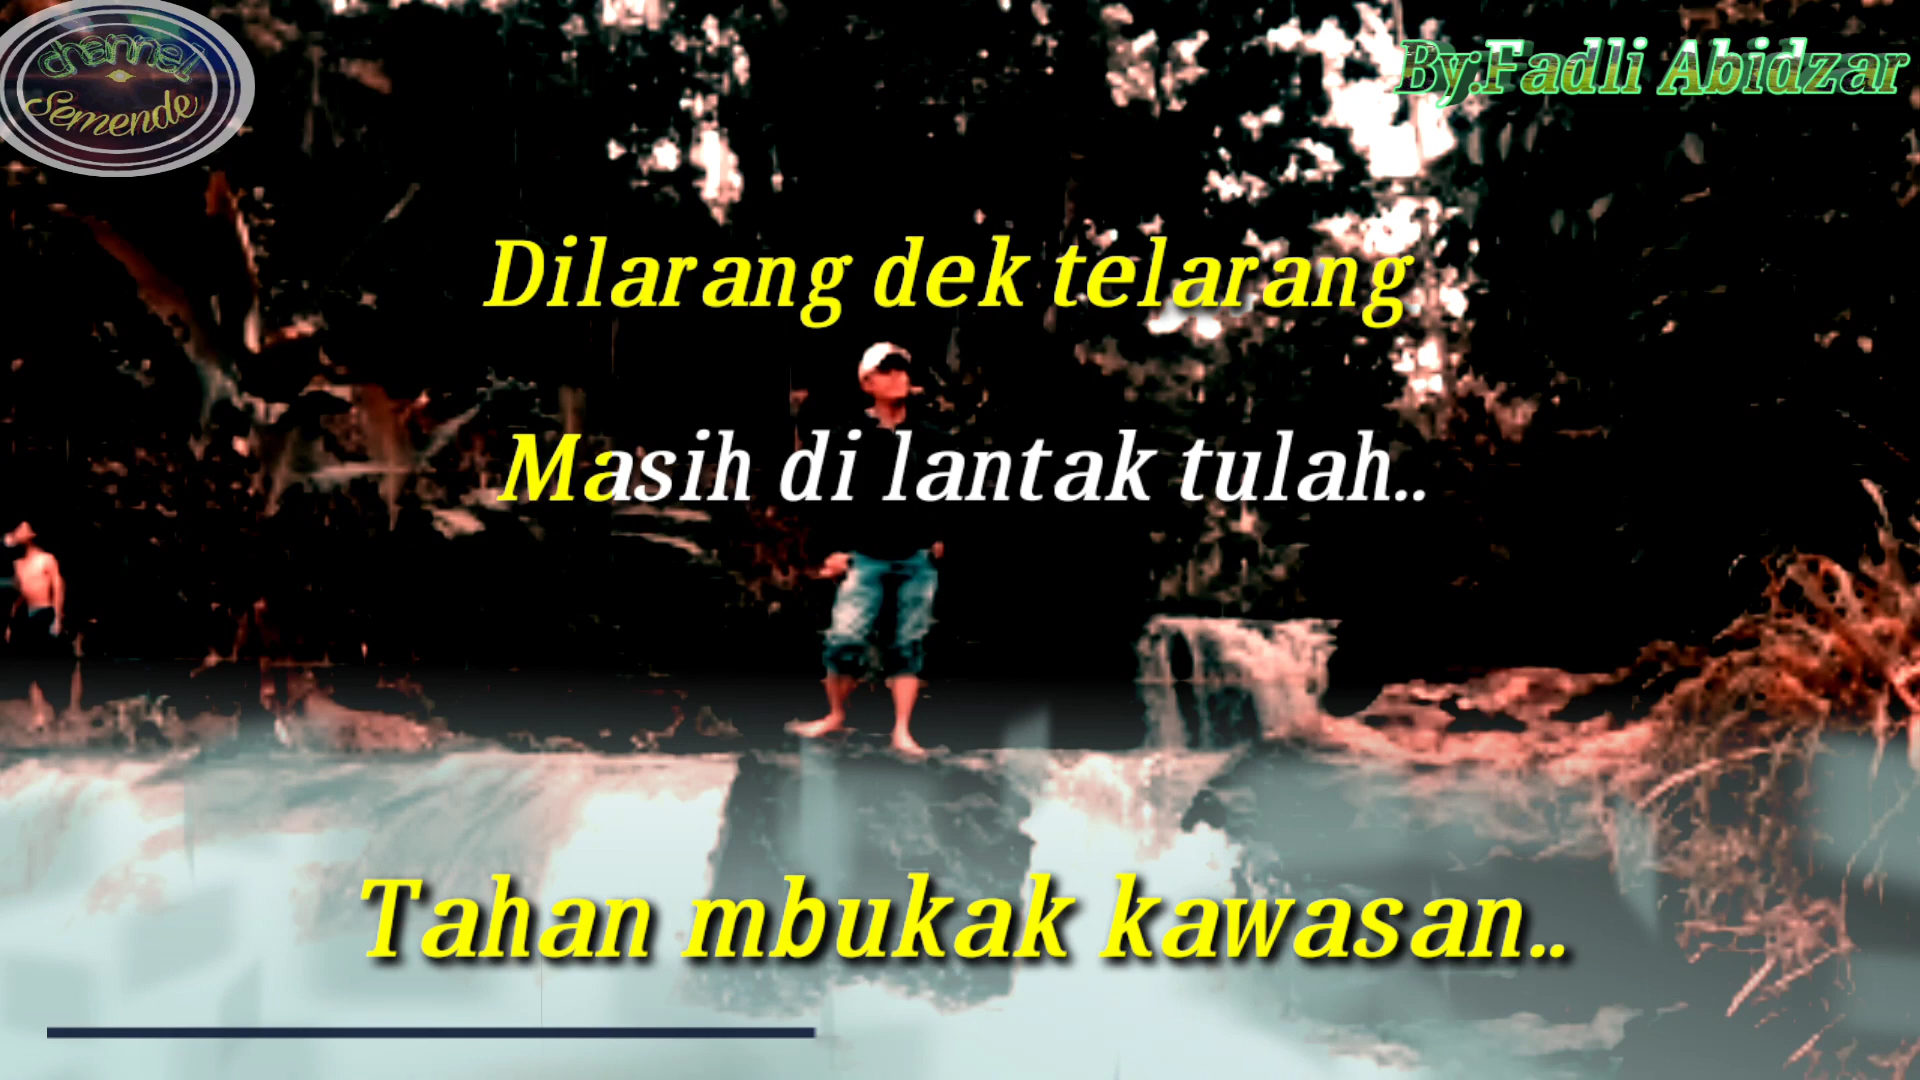 channel
Semende
By:Fadli Abidzar
Dilarang dek telarang
Masih di lantak tulah..
Tahan mbukak kawasan..